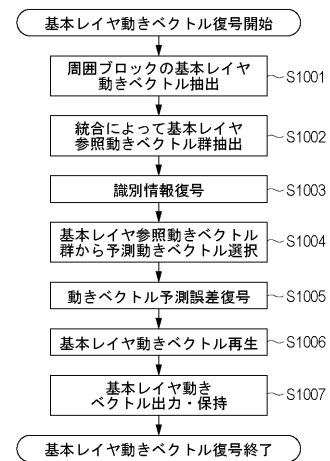 基本レイヤ動きベクトル復号開始
周囲ブロックの基本レイヤ
動きベクトル抽出
S1001
統合によって基本レイヤ
参照動きベクトル群抽出
S1002
識別情報復号
S1003
基本レイヤ参照動きベクトル
群から予測動きベクトル選択
S1004
動きベクトル予測誤差復号
S1005
基本レイヤ動きベクトル再生
S1006
基本レイヤ動き
ベクトル出力・保持
S1007
基本レイヤ動きベクトル復号終了